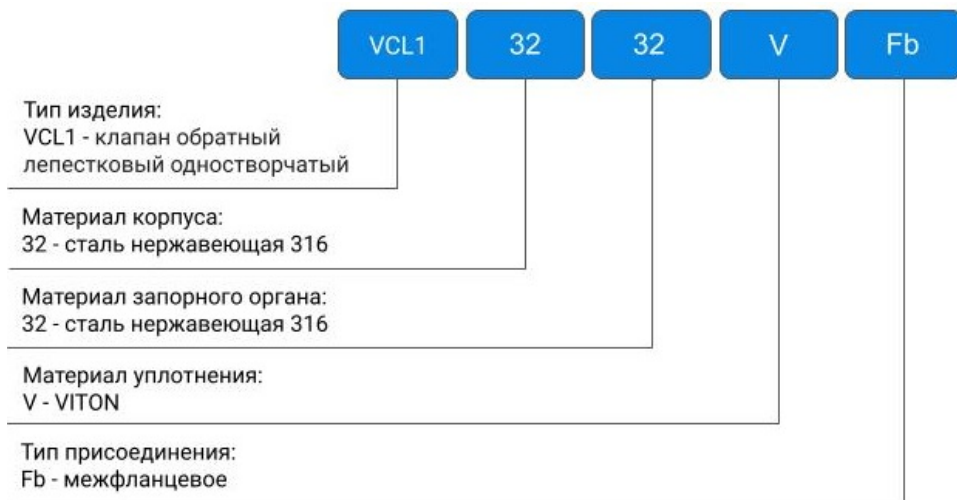 VCL1 32 32 V Fb
Тип изделия:
VCL1 - клапан обратный
лепестковый одностворчатый
Материал корпуса:
32 - сталь нержавеющая 316
Материал запорного органа:
32 - сталь нержавеющая 316
Материал уплотнения:
V - VITON
Тип присоединения:
Fb - межфланцевое